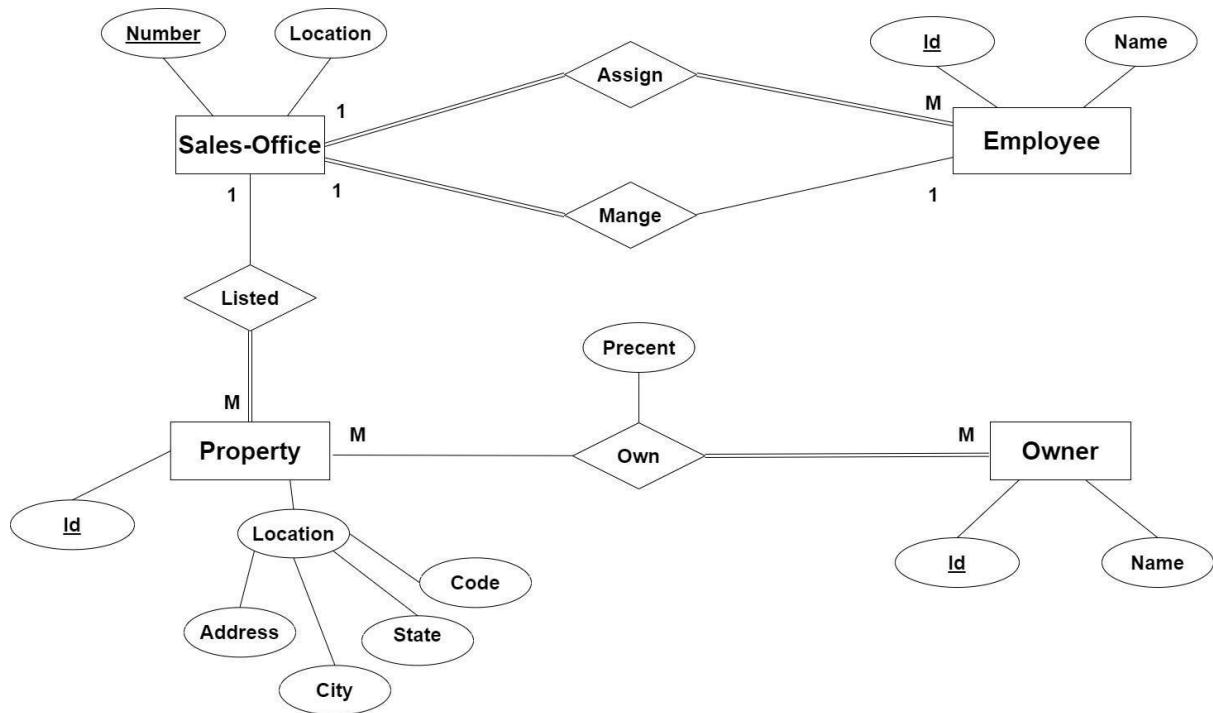 Number
Location
Id
Name
Assign
1
M
Sales-Office
Employee
1
1
1
Mange
Listed
Precent
M
M
M
Property
Own
Owner
Id
Location
Id
Name
Code
Address
State
City